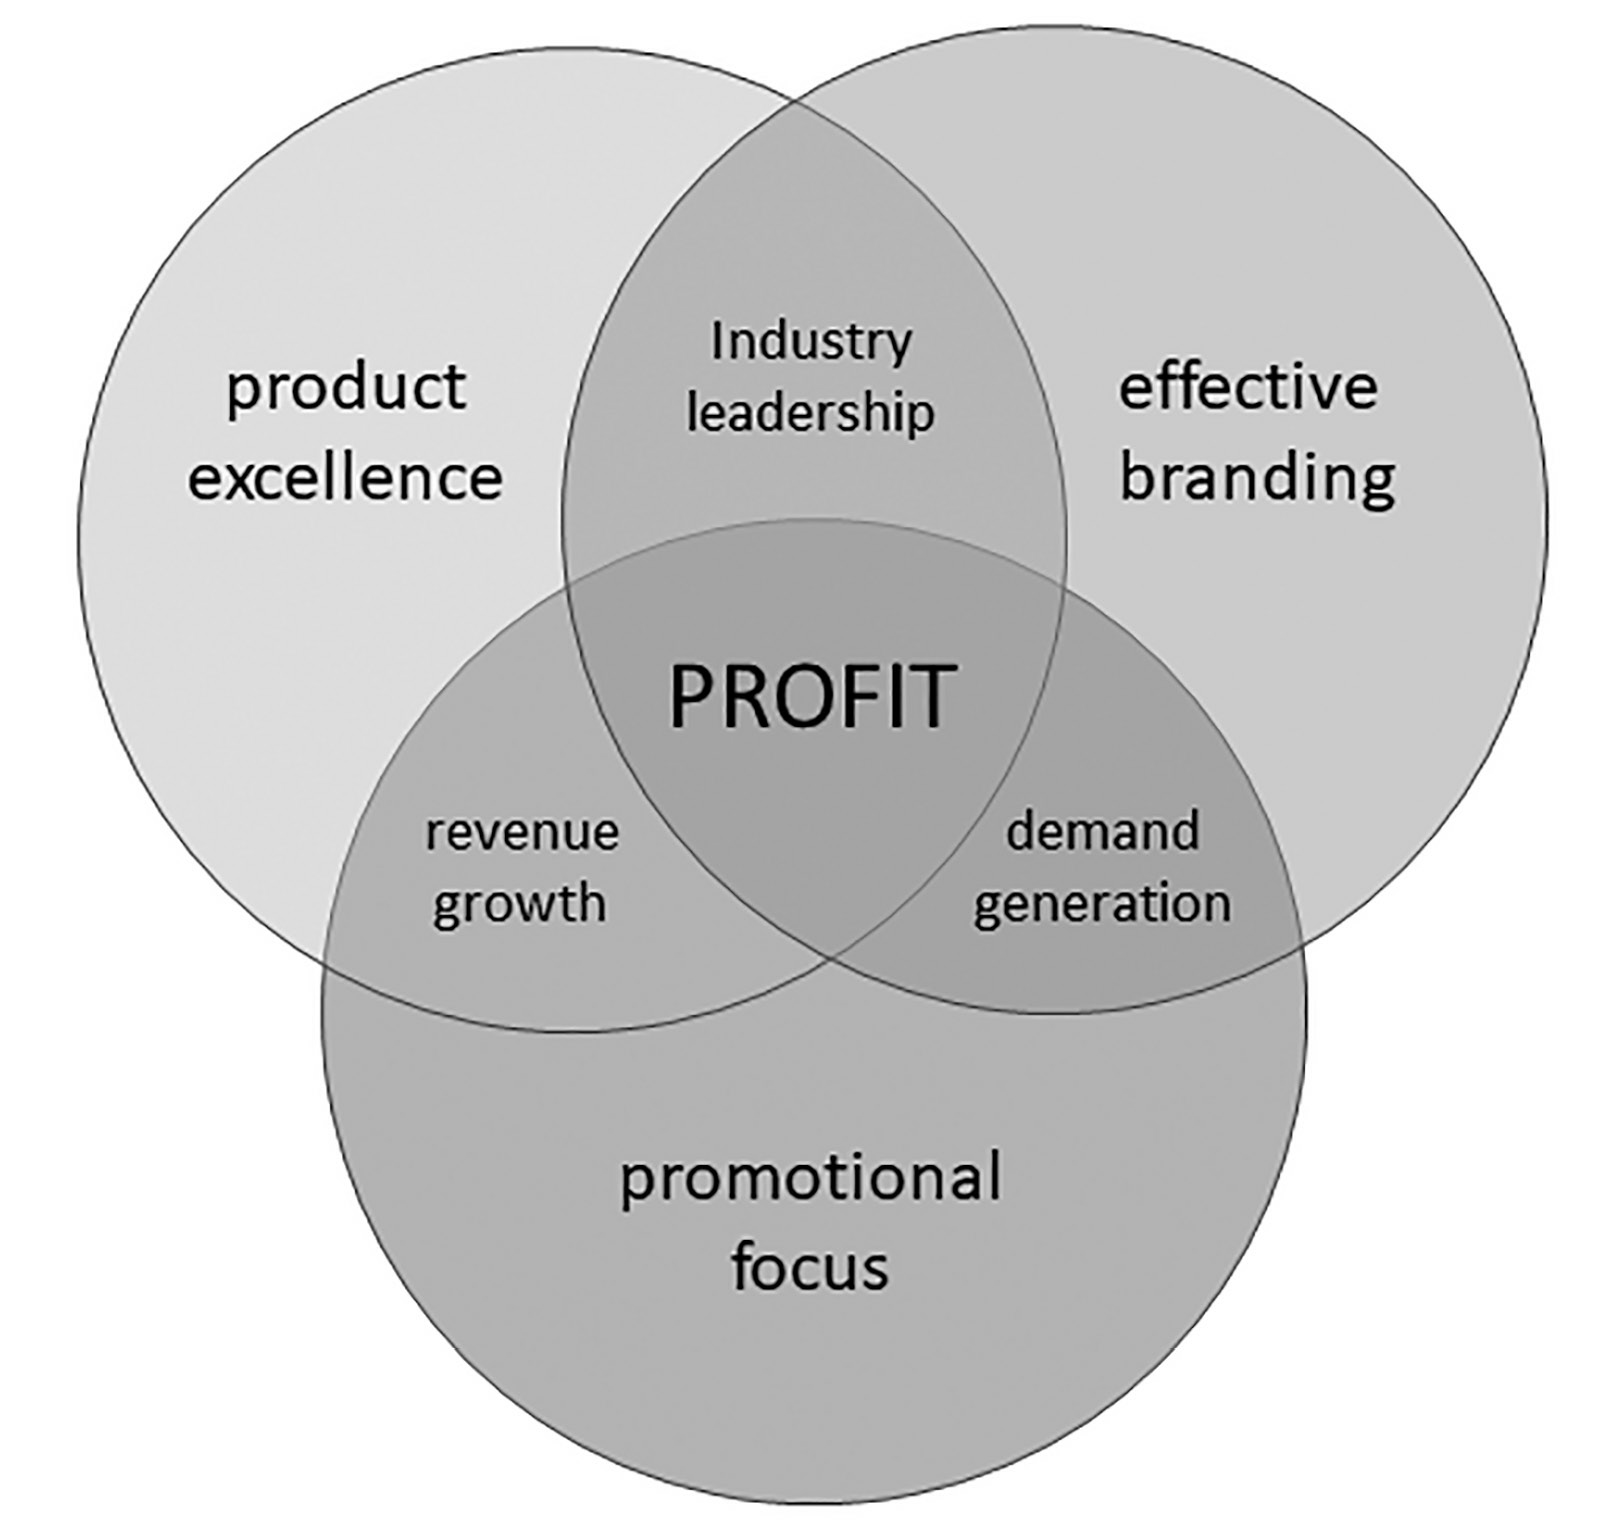 product
excellence
Industry
leadership
effective
branding
PROFIT
revenue
growth
demand
generation
promotional
focus